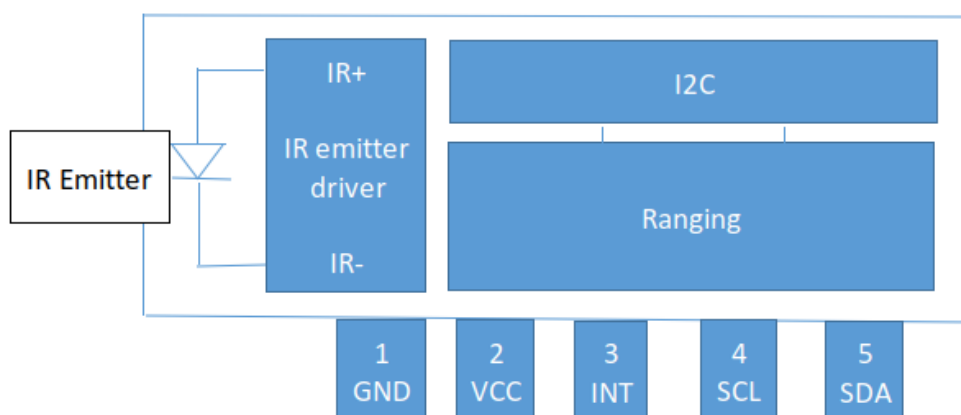 IR Emitter
IR+
IR emitter
driver
IR-
I2C
Ranging
1
GND
2
VCC
3
INT
4
SCL
5
SDA